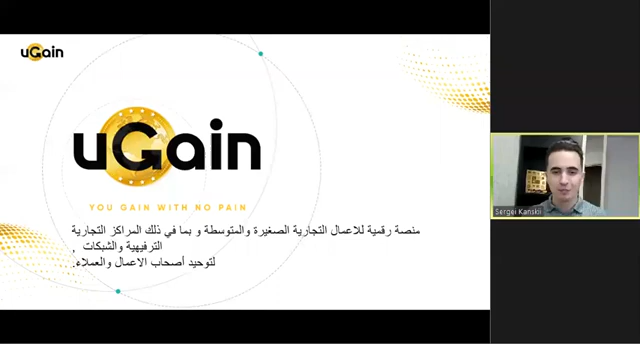 uGain
uGain
YOU GAIN WITH NO PAIN
منصة رقمية للاعمال التجارية الصغيرة والمتوسطة و بما في ذلك المراكز التجارية
الترفيهية والشبكات ,
لتوحيد أصحاب الاعمال والعملاء.
Sergei Kanskii